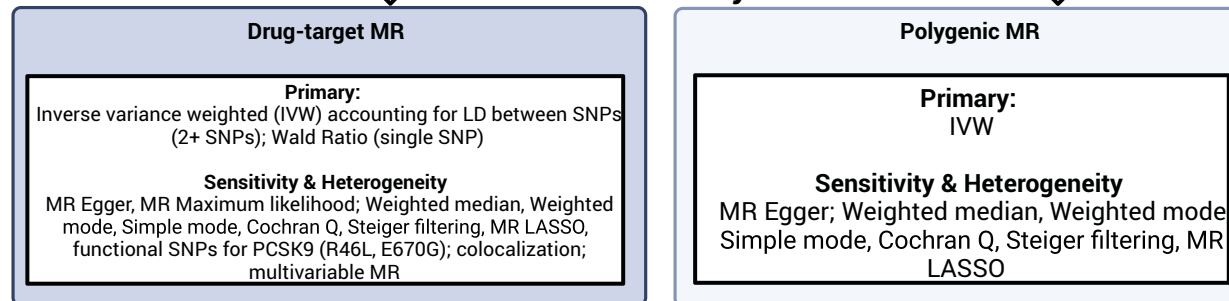 Drug-target MR
Primary:
Inverse variance weighted (IVW) accounting for LD between SNPs
(2+ SNPs); Wald Ratio (single SNP)
Sensitivity & Heterogeneity
MR Egger, MR Maximum likelihood; Weighted median, Weighted
mode, Simple mode, Cochran Q, Steiger filtering, MR LASSO,
functional SNPs for PCSK9 (R46L, E670G); colocalization;
multivariable MR
Polygenic MR
Primary:
IVW
Sensitivity & Heterogeneity
MR Egger; Weighted median, Weighted mode
Simple mode, Cochran Q, Steiger filtering, MR
LASSO